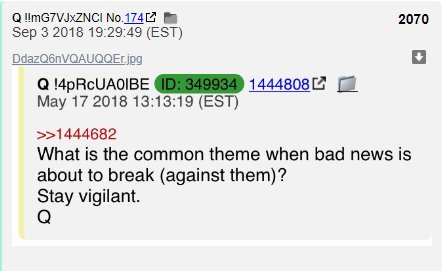 Q !!mG7VJxZNCI No.174 2070
Sep 3 2018 19:29:49 (EST)
DdazQ6nVQAUQQEr.jpg
Q !4pRcUA0lBE ID: 349934 1444808
May 17 2018 13:13:19 (EST)
>>1444682
What is the common theme when bad news is
about to break (against them)?
Stay vigilant.
Q